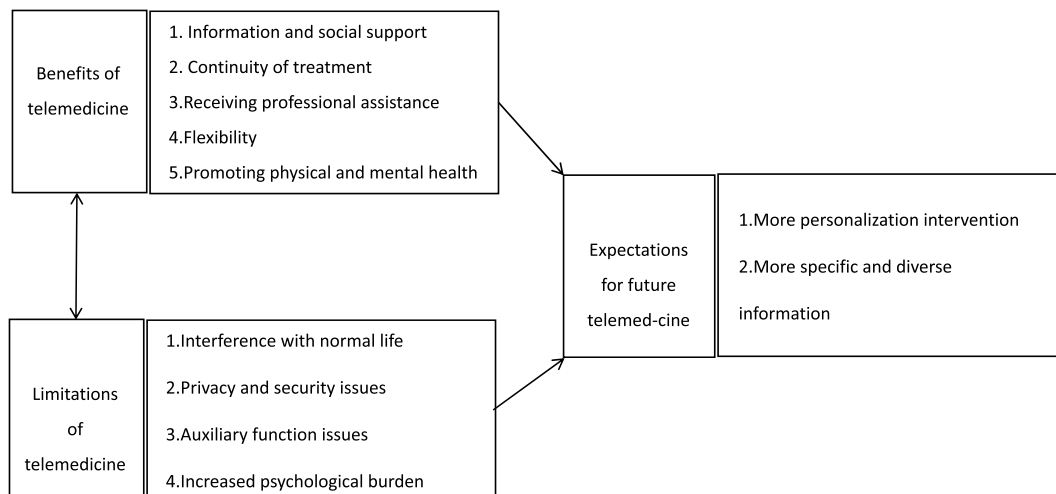 Benefits of
telemedicine
1. Information and social support
2. Continuity of treatment
3.Receiving professional assistance
4.Flexibility
5.Promoting physical and mental health
Limitations
of
telemedicine
1.Interference with normal life
2.Privacy and security issues
3.Auxiliary function issues
4.Increased psychological burden
Expectations
for future
telemed-cine
1.More personalization intervention
2.More specific and diverse
information